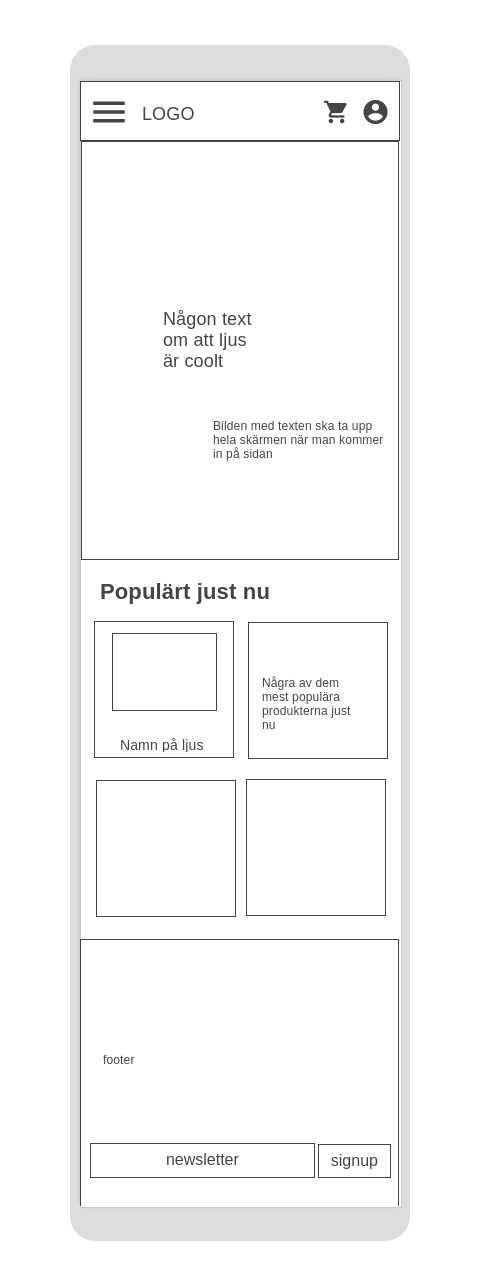 LOGO
Någon text
om att ljus
är coolt
Bilden med texten ska ta upp
hela skärmen när man kommer
in på sidan
Populärt just nu
Namn på ljus
Några av dem
mest populära
produkterna just
nu
footer
newsletter
signup